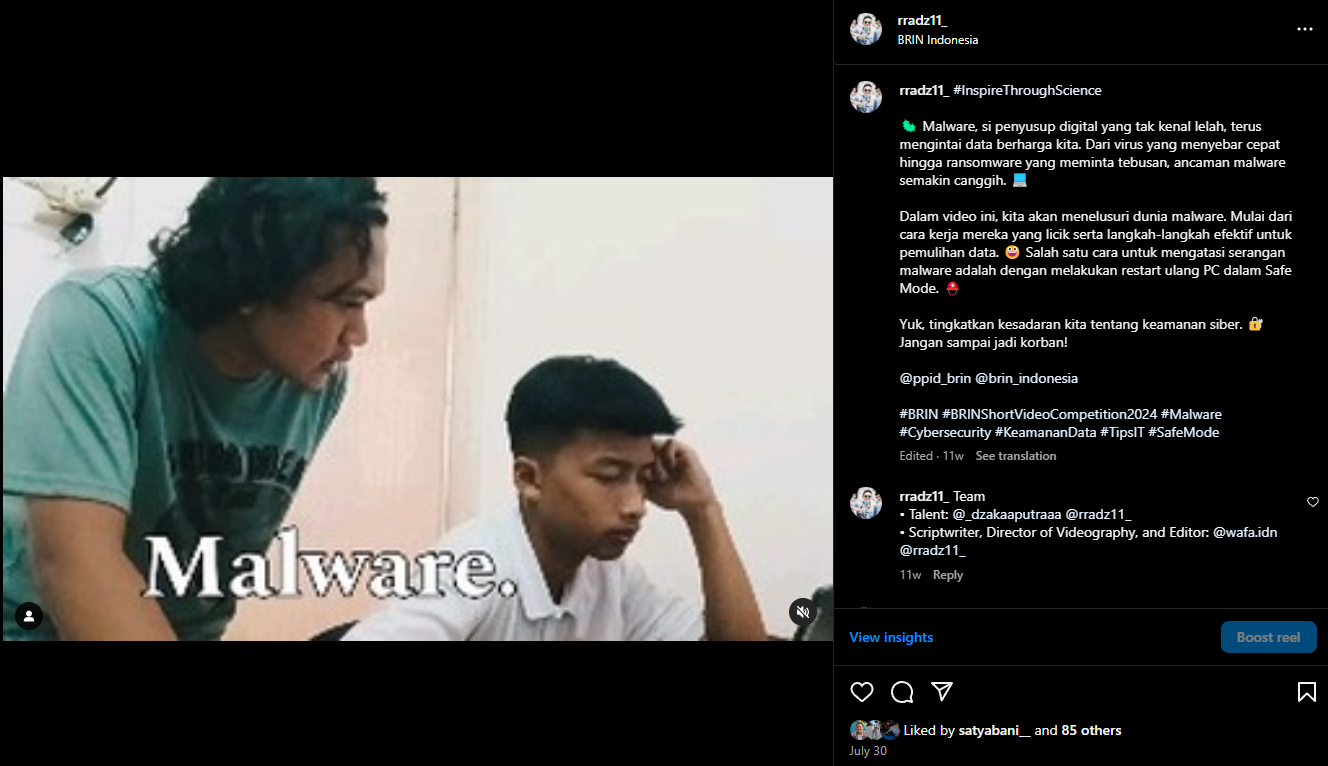 rradz11_
BRIN Indonesia
rradz11_ #InspireThroughScience
🦠 Malware, si penyusup digital yang tak kenal lelah, terus
mengintai data berharga kita. Dari virus yang menyebar cepat
hingga ransomware yang meminta tebusan, ancaman malware
semakin canggih. 💻
Dalam video ini, kita akan menelusuri dunia malware. Mulai dari
cara kerja mereka yang licik serta langkah-langkah efektif untuk
pemulihan data. 😀 Salah satu cara untuk mengatasi serangan
malware adalah dengan melakukan restart ulang PC dalam Safe
Mode. ⛑
Yuk, tingkatkan kesadaran kita tentang keamanan siber. 🔐
Jangan sampai jadi korban!
@ppid_brin @brin_indonesia
#BRIN #BRINShortVideoCompetition2024 #Malware
#Cybersecurity #KeamananData #TipsIT #SafeMode
Edited · 11w See translation
rradz11_ Team
• Talent: @_dzakaaputraaa @rradz11_
• Scriptwriter, Director of Videography, and Editor: @wafa.idn
@rradz11_
11w Reply
Malware.
View insights
Boost reel
Liked by satyabani__ and 85 others
July 30